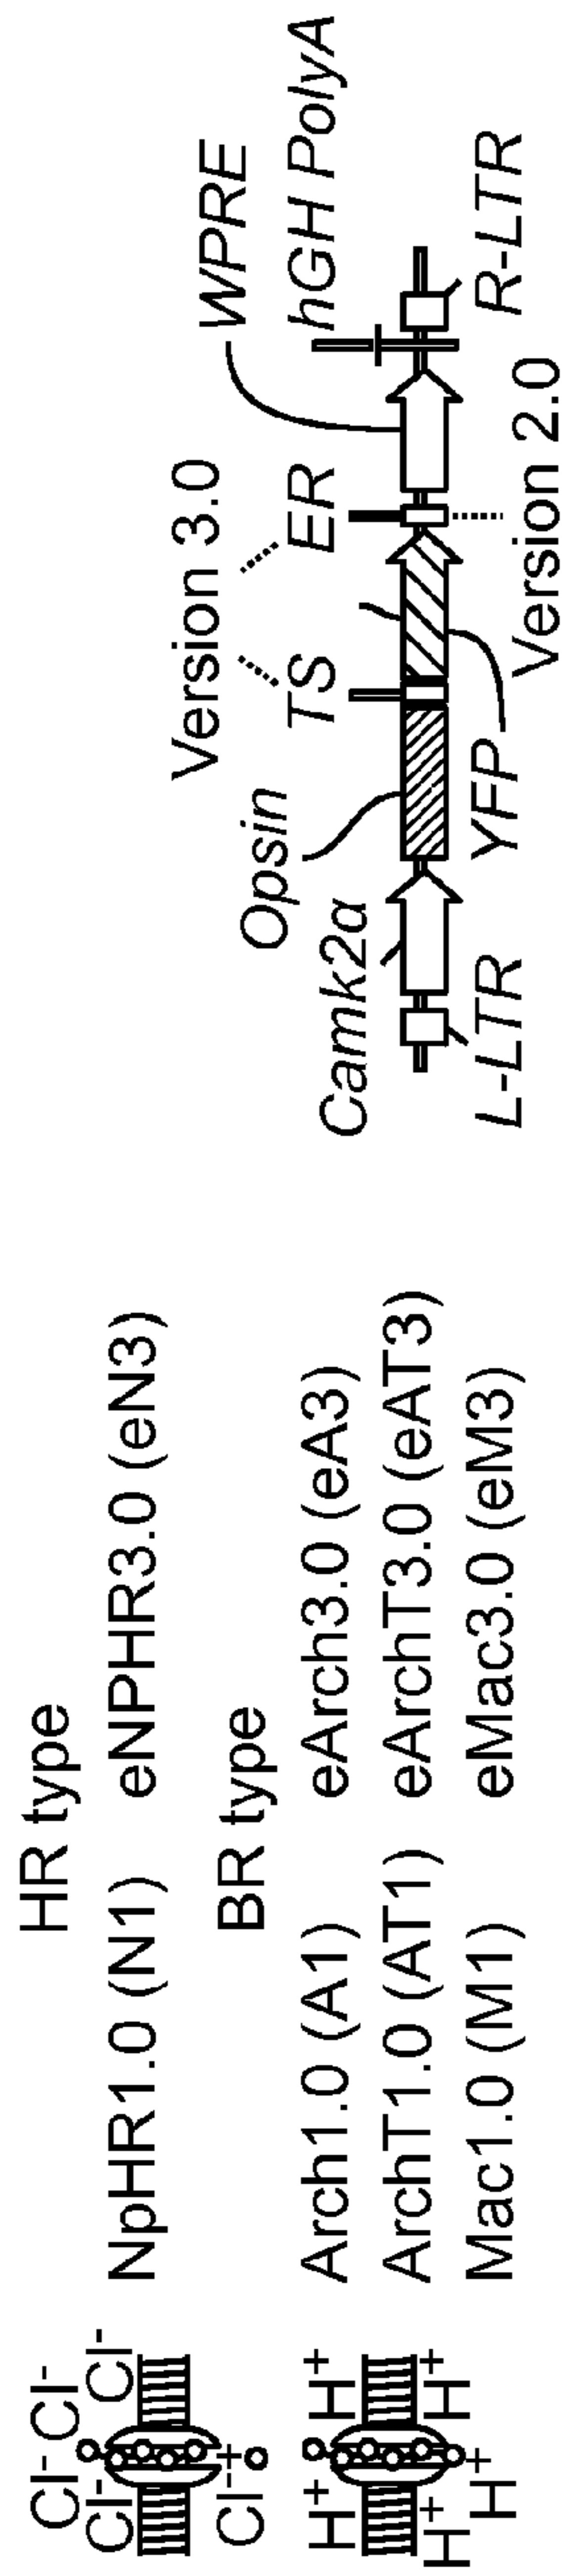 Cl- Cl-
Cl- Cl-
Cl-+
HR type
NpHR1.0 (N1) eNPHR3.0 (eN3)
H+ H+
H+ H+
H+
BR type
Arch1.0 (A1) eArch3.0 (eA3)
ArchT1.0 (AT1) eArchT3.0 (eAT3)
Mac1.0 (M1) eMac3.0 (eM3)
Version 3.0
WPRE
Opsin
TS ER
hGH PolyA
Camk2α
L-LTR
YFP
R-LTR
Version 2.0